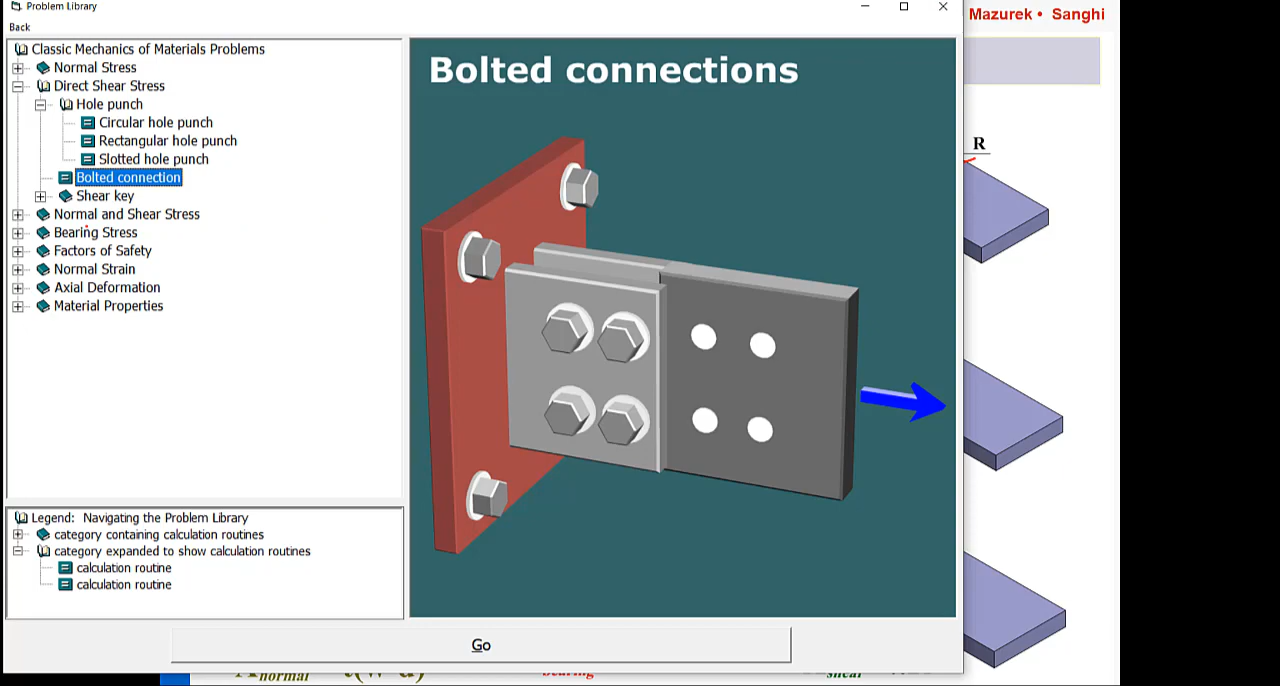 Problem Library
Back
Classic Mechanics of Materials Problems
Normal Stress
Direct Shear Stress
Hole punch
Circular hole punch
Rectangular hole punch
Slotted hole punch
Bolted connection
Shear key
Normal and Shear Stress
Bearing Stress
Factors of Safety
Normal Strain
Axial Deformation
Material Properties
Legend: Navigating the Problem Library
category containing calculation routines
category expanded to show calculation routines
calculation routine
calculation routine
Bolted connections
Go
Mazurek • Sanghi
R
normal
bearing
shear